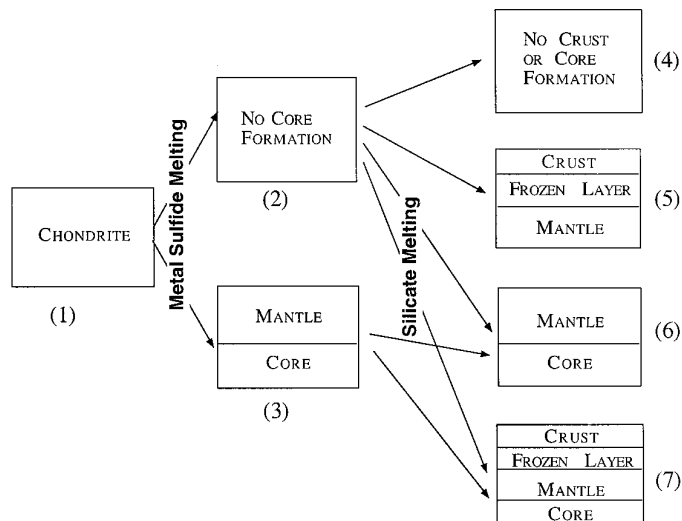 CHONDRITE
(1)
Metal Sulfide Melting
NO CORE
FORMATION
(2)
MANTLE
CORE
(3)
Silicate Melting
NO CRUST
OR CORE
FORMATION
(4)
CRUST
FROZEN LAYER
MANTLE
(5)
MANTLE
CORE
(6)
CRUST
FROZEN LAYER
MANTLE
CORE
(7)